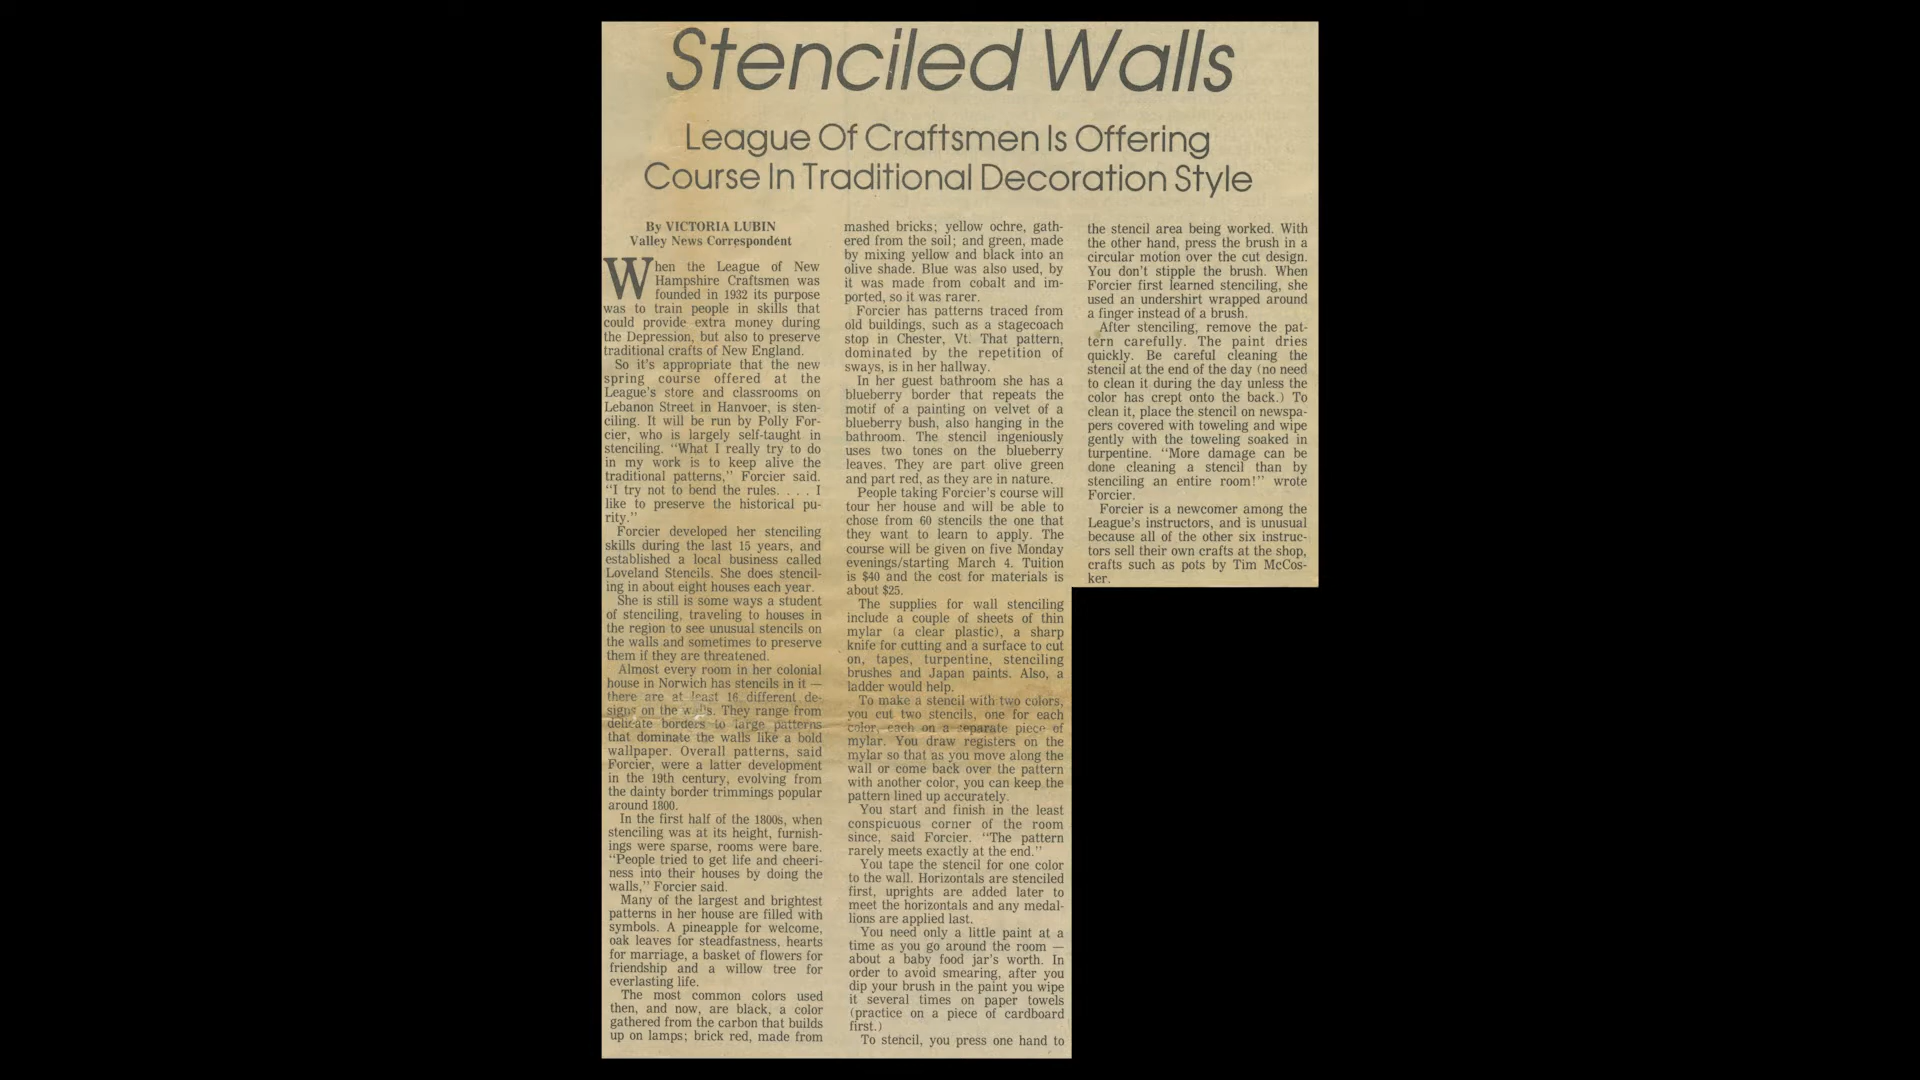 Stenciled Walls
League Of Craftsmen Is Offering
Course In Traditional Decoration Style
By VICTORIA LUBIN
Valley News Correspondent
When the League of New
Hampshire Craftsmen was
founded in 1932 its purpose
was to train people in skills that
could provide extra money during
the Depression, but also to preserve
traditional crafts of New England.
So it's appropriate that the new
spring course offered at the
League's store and classrooms on
Lebanon Street in Hanvoer, is sten-
ciling. It will be run by Polly For-
cier, who is largely self-taught in
stenciling. "What I really try to do
in my work is to keep alive the
traditional patterns," Forcier said.
"I try not to bend the rules. . . . I
like to preserve the historical pu-
rity."
Forcier developed her stenciling
skills during the last 15 years, and
established a local business called
Loveland Stencils. She does stencil-
ing in about eight houses each year.
She is still is some ways a student
of stenciling, traveling to houses in
the region to see unusual stencils on
the walls and sometimes to preserve
them if they are threatened.
Almost every room in her colonial
house in Norwich has stencils in it —
there are at least 16 different de-
signs on the walls. They range from
delicate borders to large patterns
that dominate the walls like a bold
wallpaper. Overall patterns, said
Forcier, were a latter development
in the 19th century, evolving from
the dainty border trimmings popular
around 1800.
In the first half of the 1800s, when
stenciling was at its height, furnish-
ings were sparse, rooms were bare.
"People tried to get life and cheeri-
ness into their houses by doing the
walls," Forcier said.
Many of the largest and brightest
patterns in her house are filled with
symbols. A pineapple for welcome,
oak leaves for steadfastness, hearts
for marriage, a basket of flowers for
friendship and a willow tree for
everlasting life.
The most common colors used
then, and now, are black, a color
gathered from the carbon that builds
up on lamps; brick red, made from
mashed bricks; yellow ochre, gath-
ered from the soil; and green, made
by mixing yellow and black into an
olive shade. Blue was also used, by
it was made from cobalt and im-
ported, so it was rarer.
Forcier has patterns traced from
old buildings, such as a stagecoach
stop in Chester, Vt. That pattern,
dominated by the repetition of
sways, is in her hallway.
In her guest bathroom she has a
blueberry border that repeats the
motif of a painting on velvet of a
blueberry bush, also hanging in the
bathroom. The stencil ingeniously
uses two tones on the blueberry
leaves. They are part olive green
and part red, as they are in nature.
People taking Forcier's course will
tour her house and will be able to
chose from 60 stencils the one that
they want to learn to apply. The
course will be given on five Monday
evenings/starting March 4. Tuition
is $40 and the cost for materials is
about $25.
The supplies for wall stenciling
include a couple of sheets of thin
mylar (a clear plastic), a sharp
knife for cutting and a surface to cut
on, tapes, turpentine, stenciling
brushes and Japan paints. Also, a
ladder would help.
To make a stencil with two colors,
you cut two stencils, one for each
color, each on a separate piece of
mylar. You draw registers on the
mylar so that as you move along the
wall or come back over the pattern
with another color, you can keep the
pattern lined up accurately.
You start and finish in the least
conspicuous corner of the room
since, said Forcier. "The pattern
rarely meets exactly at the end."
You tape the stencil for one color
to the wall. Horizontals are stenciled
first, uprights are added later to
meet the horizontals and any medal-
lions are applied last.
You need only a little paint at a
time as you go around the room —
about a baby food jar's worth. In
order to avoid smearing, after you
dip your brush in the paint you wipe
it several times on paper towels
(practice on a piece of cardboard
first.)
To stencil, you press one hand to
the stencil area being worked. With
the other hand, press the brush in a
circular motion over the cut design.
You don't stipple the brush. When
Forcier first learned stenciling, she
used an undershirt wrapped around
a finger instead of a brush.
After stenciling, remove the pat-
tern carefully. The paint dries
quickly. Be careful cleaning the
stencil at the end of the day (no need
to clean it during the day unless the
color has crept onto the back.) To
clean it, place the stencil on newspa-
pers covered with toweling and wipe
gently with the toweling soaked in
turpentine. "More damage can be
done cleaning a stencil than by
stenciling an entire room!" wrote
Forcier.
Forcier is a newcomer among the
League's instructors, and is unusual
because all of the other six instruc-
tors sell their own crafts at the shop,
crafts such as pots by Tim McCos-
ker.